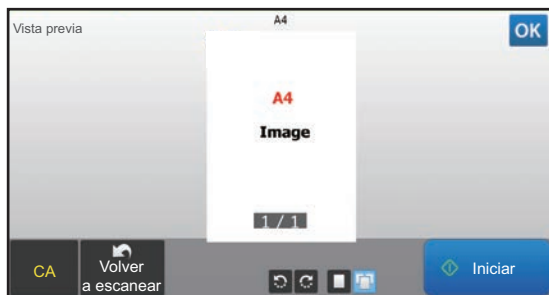 Vista previa
A4
OK
A4
Image
1 / 1
CA
Volver
a escanear
Iniciar